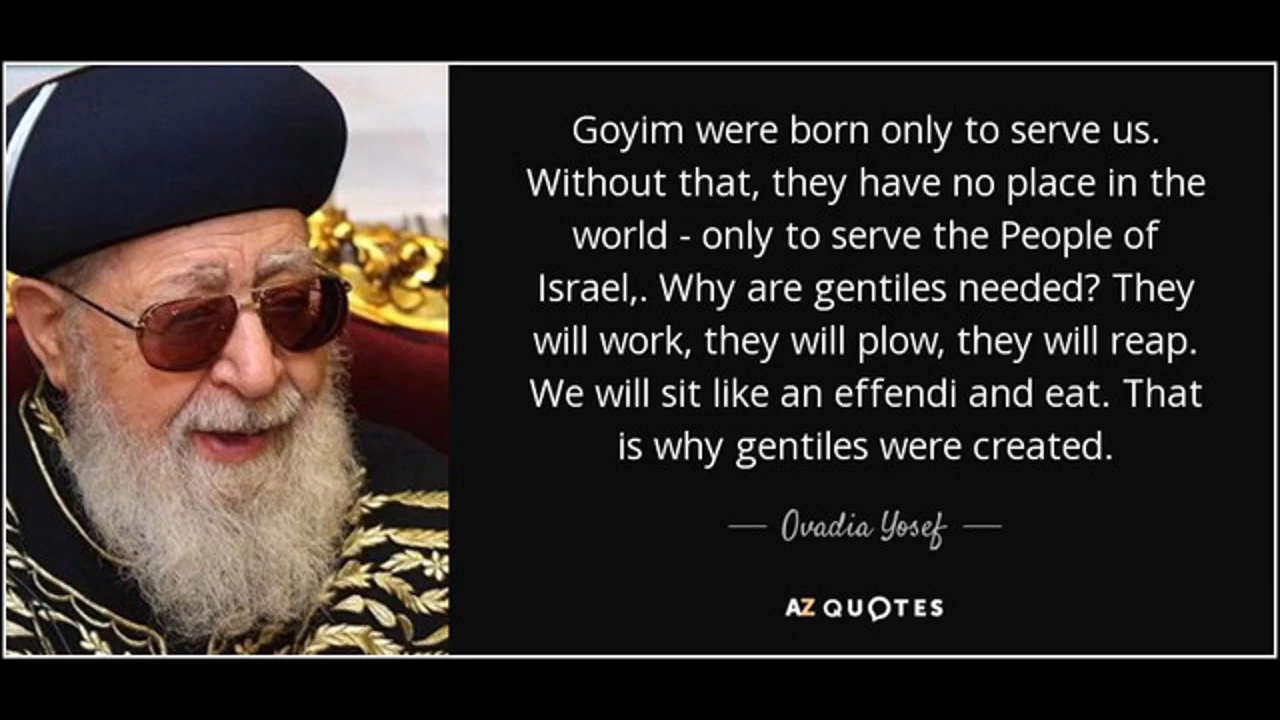 Goyim were born only to serve us.
Without that, they have no place in the
world - only to serve the People of
Israel,. Why are gentiles needed? They
will work, they will plow, they will reap.
We will sit like an effendi and eat. That
is why gentiles were created.
— Ovadia Yosef —
AZ QUOTES